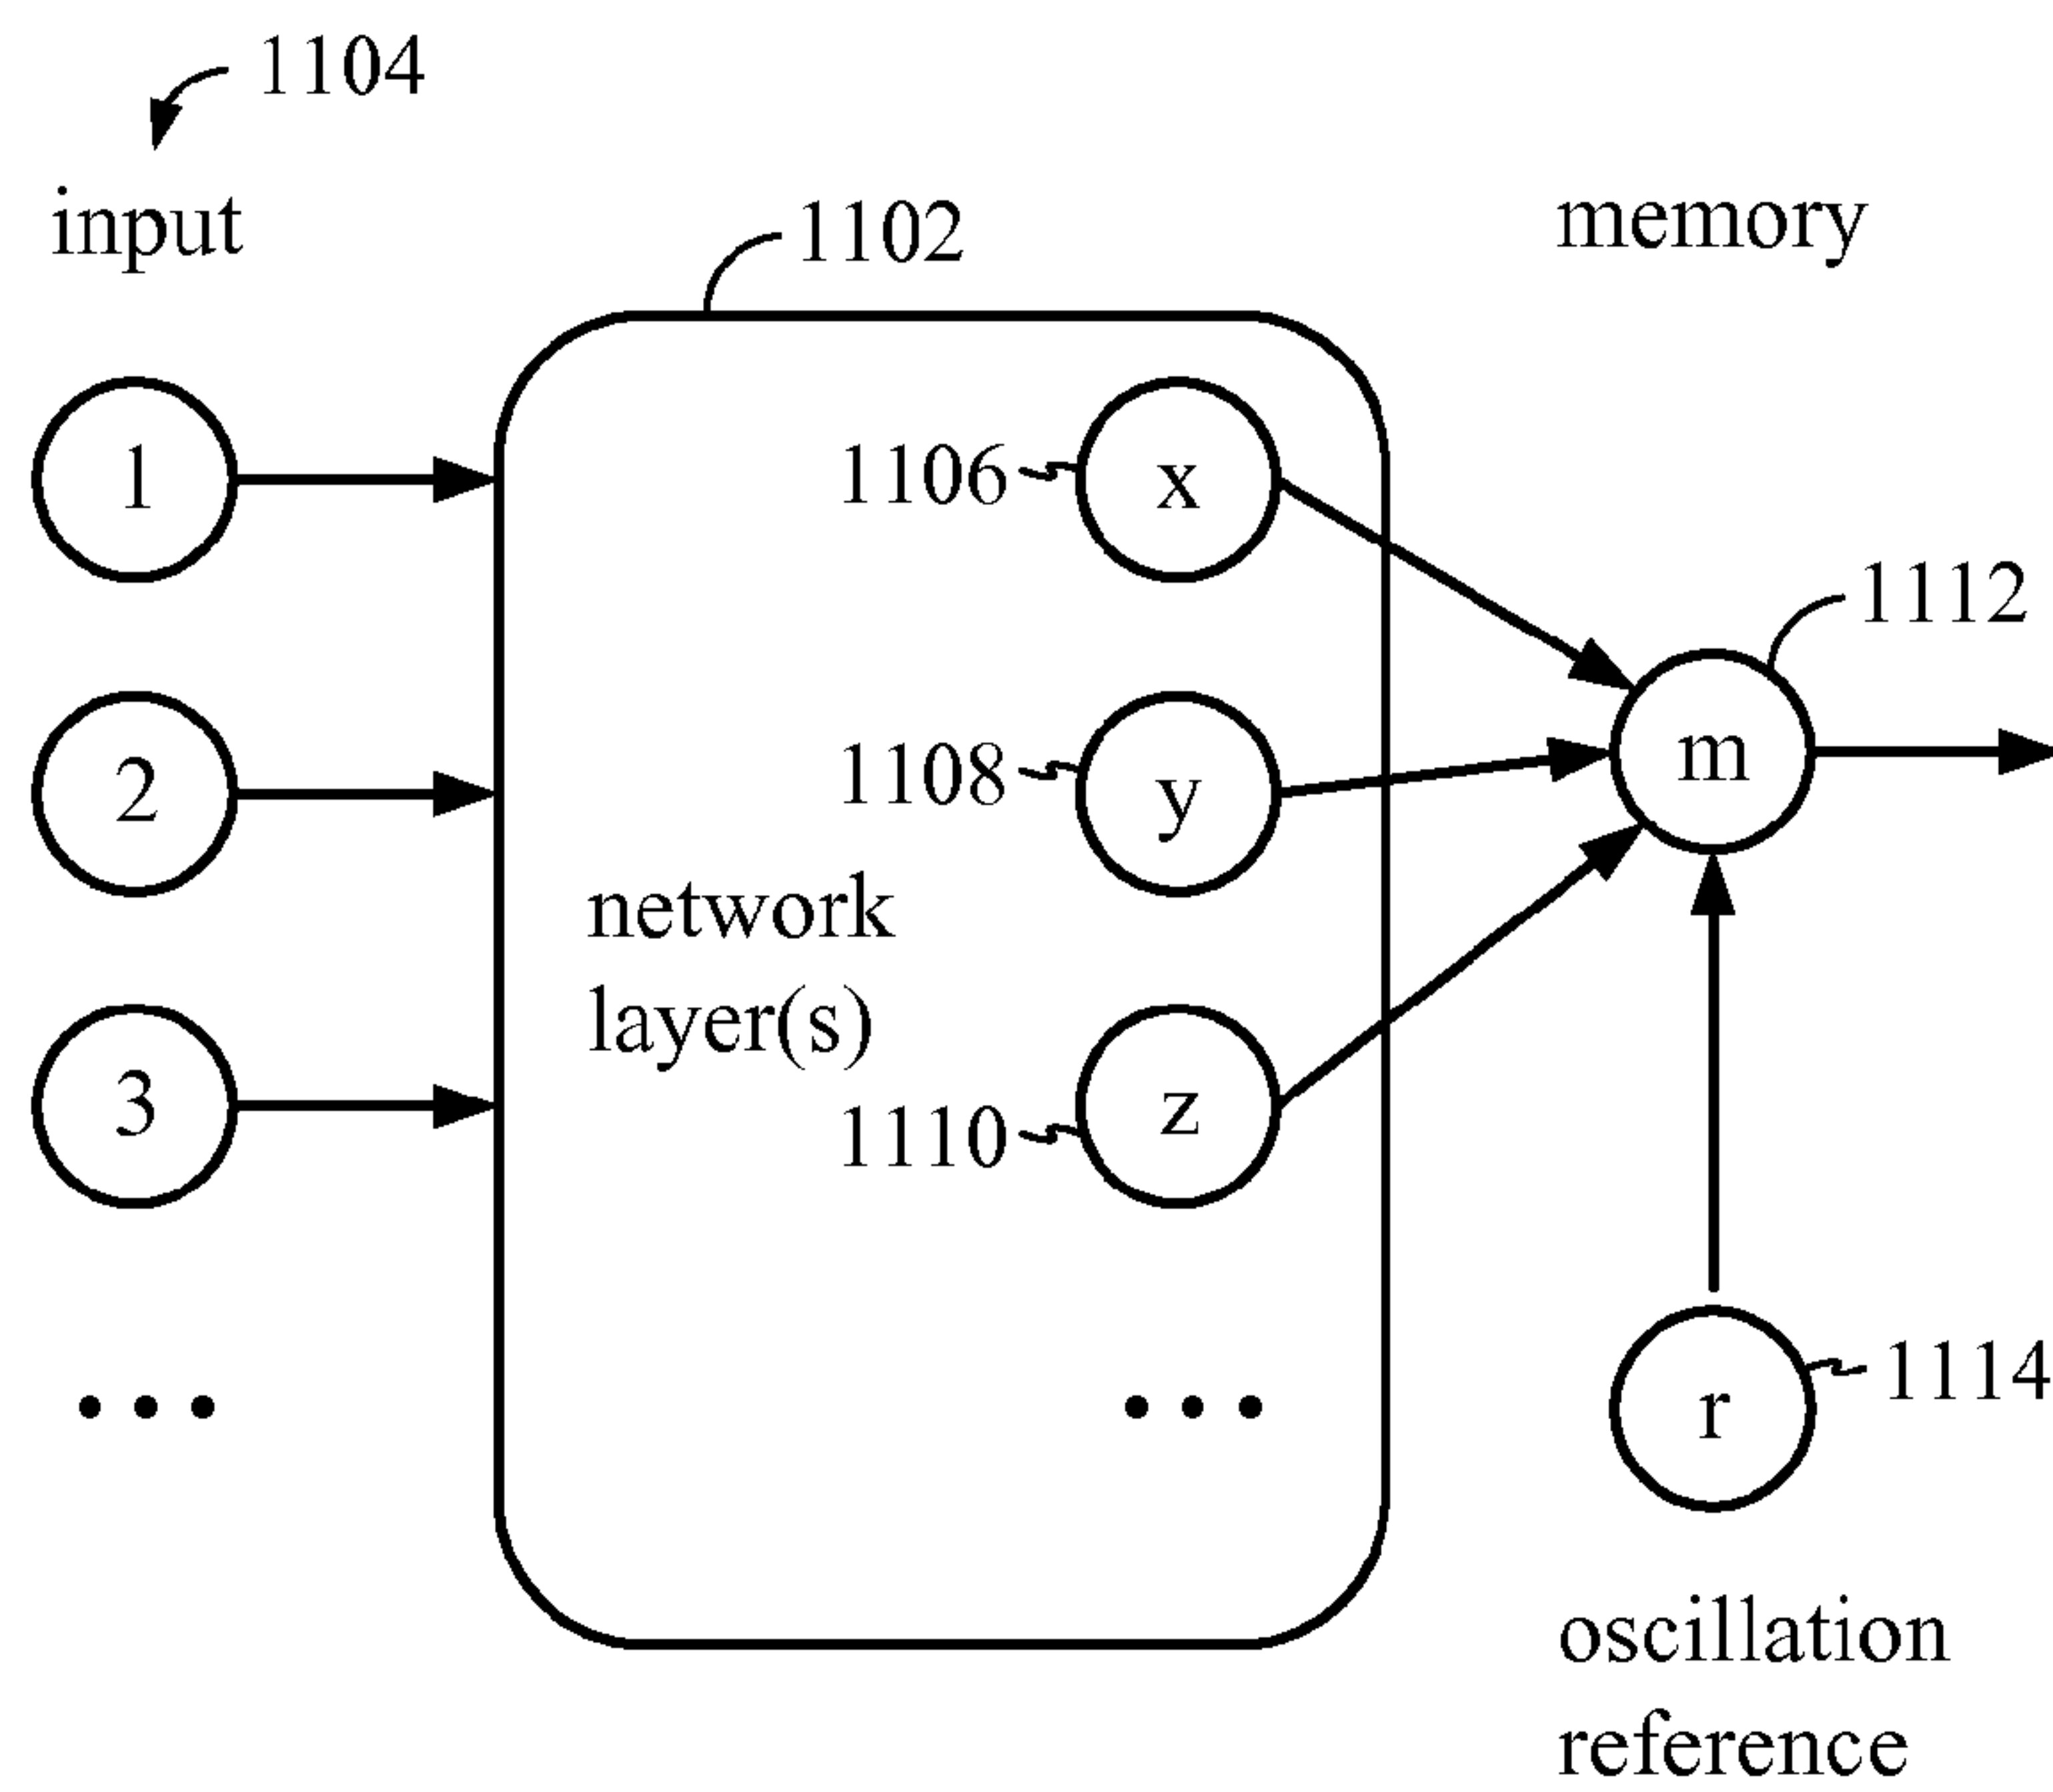 1104
input
1102
memory
1
1106
x
1112
2
1108
y
m
network
layer(s)
3
1110
z
r
1114
oscillation
reference